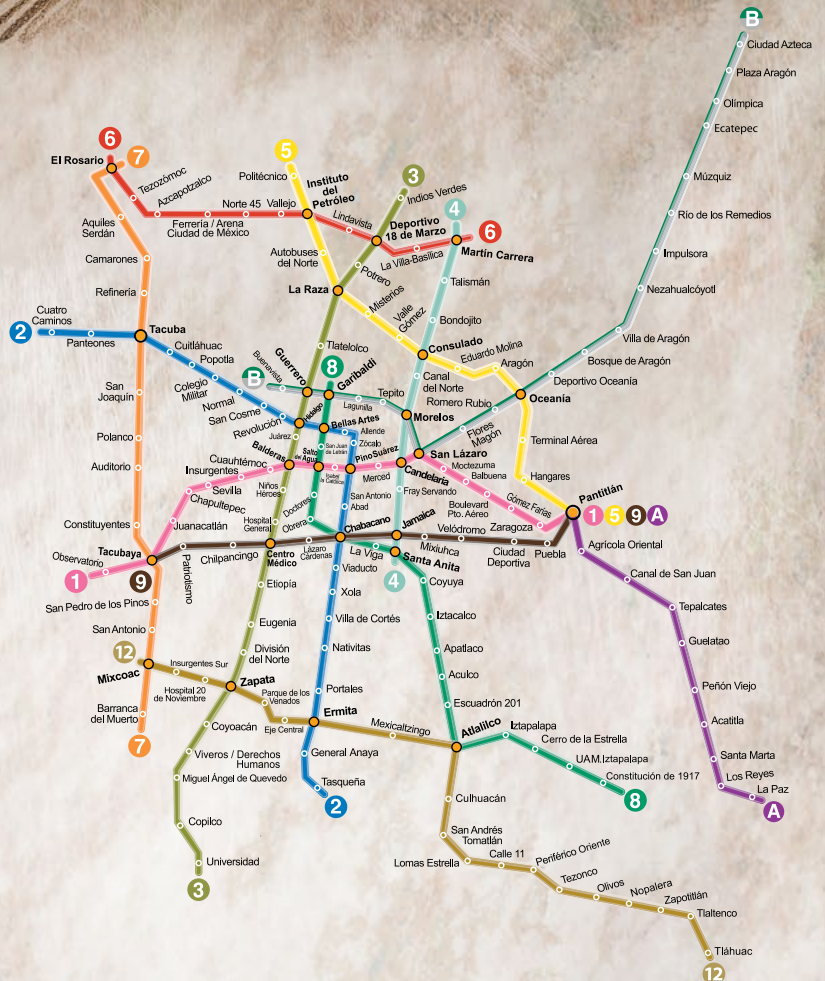 B
Ciudad Azteca
Plaza Aragón
Olímpica
Ecatepec
Múzquiz
Río de los Remedios
Impulsora
Nezahualcóyotl
Villa de Aragón
Bosque de Aragón
Deportivo Oceanía
Oceanía
Romero Rubio
Flores
Magón
San Lázaro
Morelos
Tepito
Lagunilla
Garibaldi
Guerrero
Buenavista
B
6
7
El Rosario
Tezozómoc
Azcapotzalco
Ferrería / Arena
Ciudad de México
Norte 45
Vallejo
Instituto
del
Petróleo
Lindavista
Deportivo
18 de Marzo
La Villa-Basílica
Martín Carrera
6
5
Politécnico
Autobuses
del Norte
La Raza
Misterios
Valle
Gómez
Consulado
Eduardo Molina
Aragón
Terminal Aérea
Hangares
Pantitlán
1
5
9
A
3
Indios Verdes
Potrero
Tlatelolco
Hidalgo
Juárez
Balderas
Niños
Héroes
Hospital
General
Centro
Médico
Etiopía
Eugenia
División
del Norte
Zapata
Coyoacán
Viveros / Derechos
Humanos
Miguel Ángel de Quevedo
Copilco
Universidad
3
4
Talismán
Bondojito
Canal
del Norte
Candelaria
Fray Servando
Jamaica
Santa Anita
4
Aquiles
Serdán
Camarones
Refinería
Tacuba
San
Joaquín
Polanco
Auditorio
Constituyentes
Tacubaya
San Pedro de los Pinos
San Antonio
Mixcoac
Barranca
del Muerto
7
2
Cuatro
Caminos
Panteones
Cuitláhuac
Popotla
Colegio
Militar
Normal
San Cosme
Revolución
Bellas Artes
Allende
Zócalo
Pino Suárez
San Antonio
Abad
Chabacano
Viaducto
Xola
Villa de Cortés
Nativitas
Portales
Ermita
General Anaya
Tasqueña
2
8
San Juan
de Letrán
Salto
del Agua
Doctores
Obrera
La Viga
Coyuya
Iztacalco
Apatlaco
Aculco
Escuadrón 201
Atlalilco
Iztapalapa
Cerro de la Estrella
UAM.Iztapalapa
Constitución de 1917
8
1
Observatorio
Juanacatlán
Chapultepec
Sevilla
Insurgentes
Cuauhtémoc
Isabel
la Católica
Merced
Moctezuma
Balbuena
Boulevard
Pto. Aéreo
Gómez Farías
Zaragoza
9
Patriotismo
Chilpancingo
Lázaro
Cárdenas
Mixiuhca
Velódromo
Ciudad
Deportiva
Puebla
Agrícola Oriental
Canal de San Juan
Tepalcates
Guelatao
Peñón Viejo
Acatitla
Santa Marta
Los Reyes
La Paz
A
12
Insurgentes Sur
Hospital 20
de Noviembre
Parque de los
Venados
Eje Central
Mexicaltzingo
Culhuacán
San Andrés
Tomatlán
Lomas Estrella
Calle 11
Periférico Oriente
Tezonco
Olivos
Nopalera
Zapotitlán
Tlaltenco
Tláhuac
12